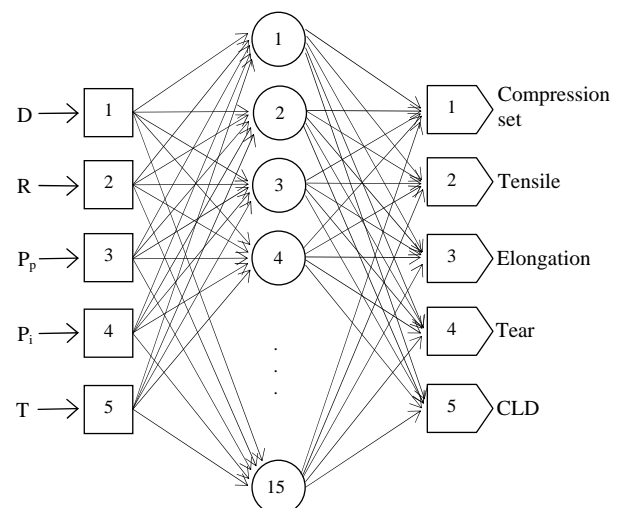 1
D 1 2 1 Compression
set
R 2 3 2 Tensile
Pₚ 3 4 3 Elongation
Pᵢ 4 4 Tear
.
.
.
T 5 5 CLD
15